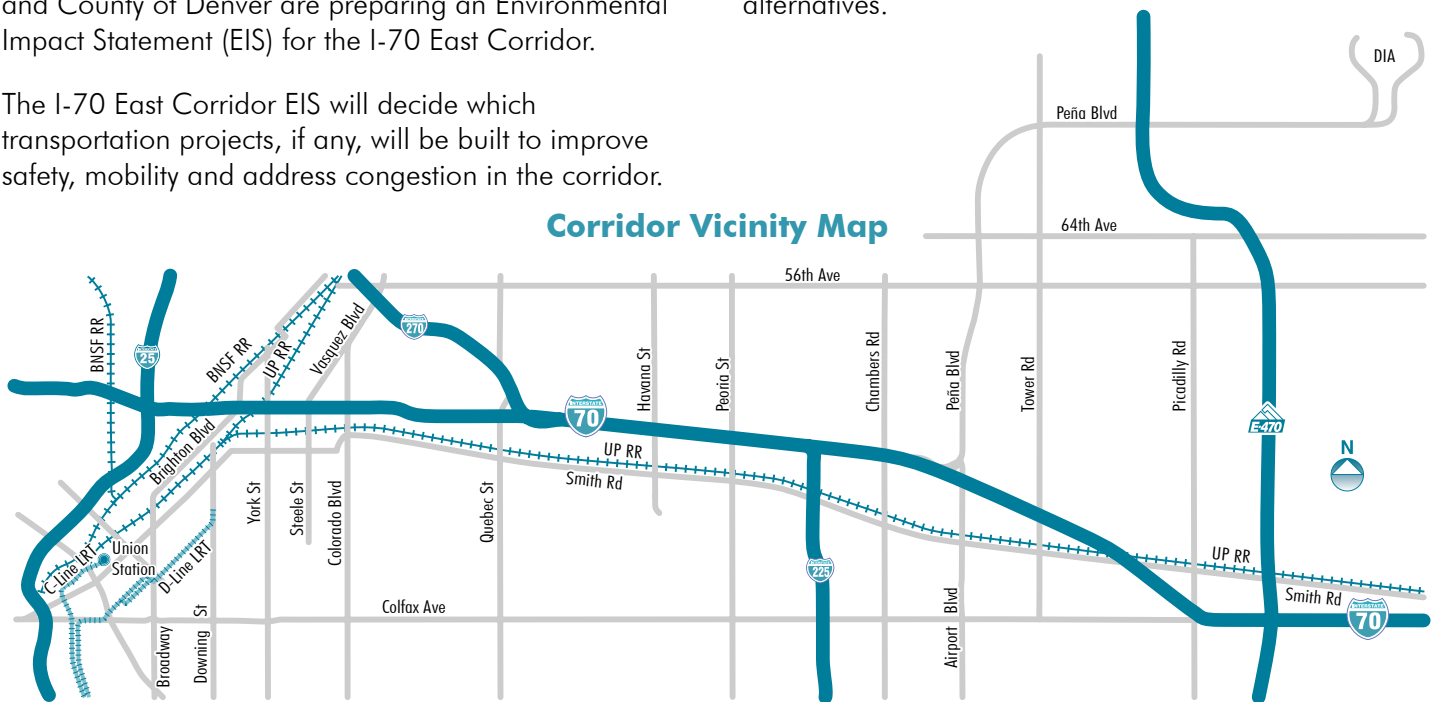 and County of Denver are preparing an Environmental
Impact Statement (EIS) for the I-70 East Corridor.
The I-70 East Corridor EIS will decide which
transportation projects, if any, will be built to improve
safety, mobility and address congestion in the corridor.
alternatives.
Corridor Vicinity Map
DIA
Peña Blvd
64th Ave
56th Ave
BNSF RR
INTERSTATE
25
BNSF RR
UP RR
Vasquez Blvd
INTERSTATE
270
Havana St
Peoria St
Chambers Rd
Peña Blvd
Tower Rd
Picadilly Rd
INTERSTATE
70
E-470
N
Brighton Blvd
UP RR
Smith Rd
York St
Steele St
Colorado Blvd
Quebec St
C-Line LRT
Union
Station
D-Line LRT
INTERSTATE
225
UP RR
Smith Rd
INTERSTATE
70
Colfax Ave
Broadway
Downing St
Airport Blvd